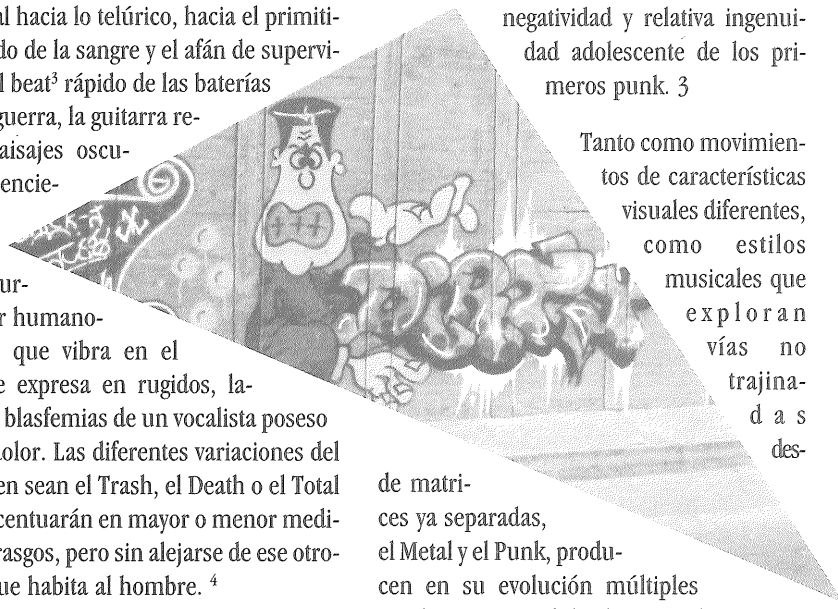 al hacia lo telúrico, hacia el primiti-
do de la sangre y el afán de supervi-
l beat³ rápido de las baterías
guerra, la guitarra re-
aisajes oscu-
encie-
ur-
r humano-
que vibra en el
e expresa en rugidos, la-
blasfemias de un vocalista poseso
olor. Las diferentes variaciones del
en sean el Trash, el Death o el Total
centuarán en mayor o menor medi-
rasgos, pero sin alejarse de ese otro-
ue habita al hombre. ⁴
negatividad y relativa ingenui-
dad adolescente de los pri-
meros punk. 3
Tanto como movimien-
tos de características
visuales diferentes,
como estilos
musicales que
exploran
vías no
trajina-
das
des-
de matri-
ces ya separadas,
el Metal y el Punk, produ-
cen en su evolución múltiples